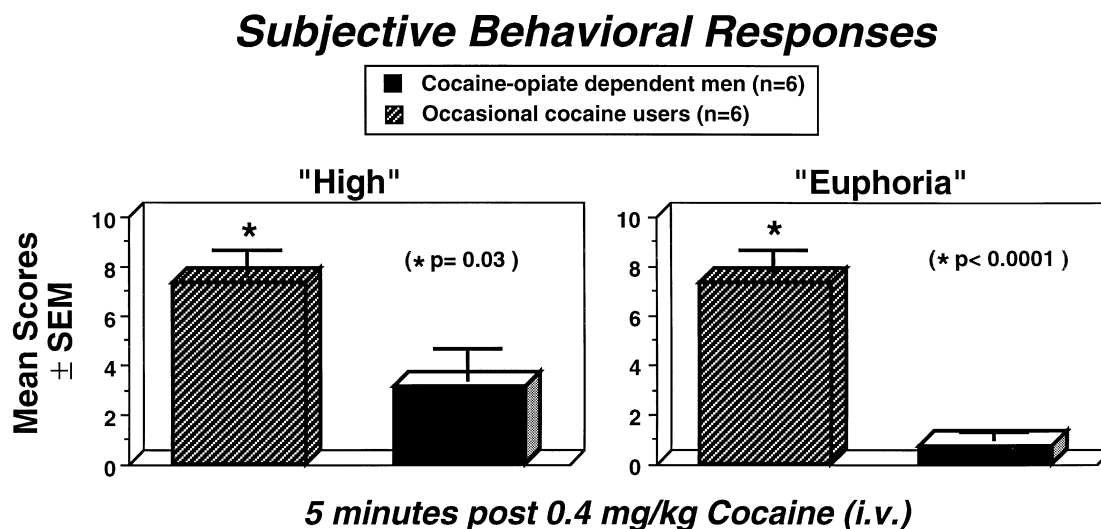 Subjective Behavioral Responses
Cocaine-opiate dependent men (n=6)
Occasional cocaine users (n=6)
"High"
"Euphoria"
Mean Scores
± SEM
10
8
6
4
2
0
*
(* p= 0.03 )
10
8
6
4
2
0
*
(* p< 0.0001 )
5 minutes post 0.4 mg/kg Cocaine (i.v.)